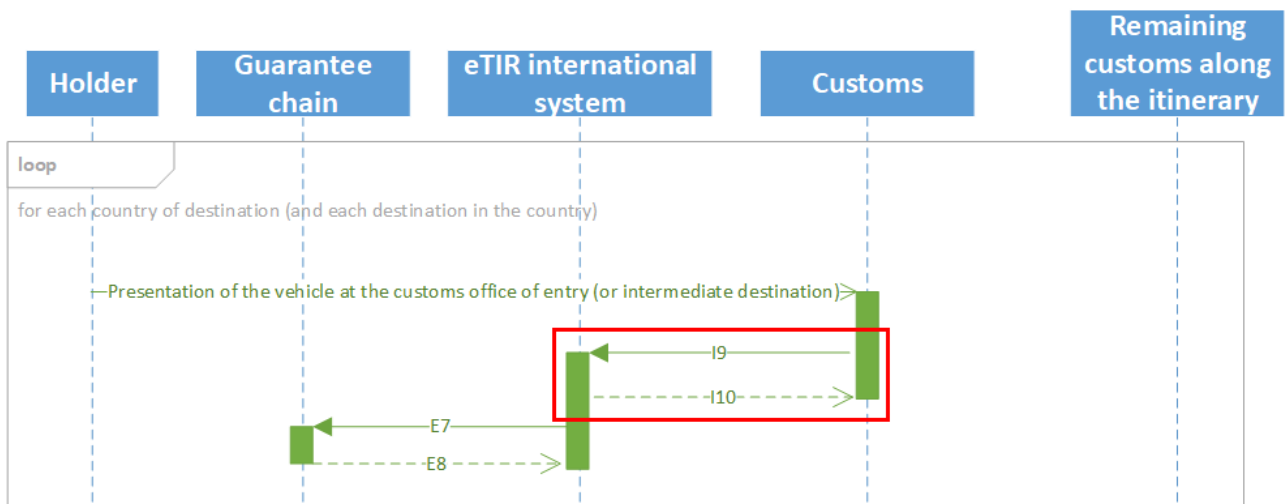 Holder
Guarantee
chain
eTIR international
system
Customs
Remaining
customs along
the itinerary
loop
for each country of destination (and each destination in the country)
Presentation of the vehicle at the customs office of entry (or intermediate destination)
I9
I10
E7
E8